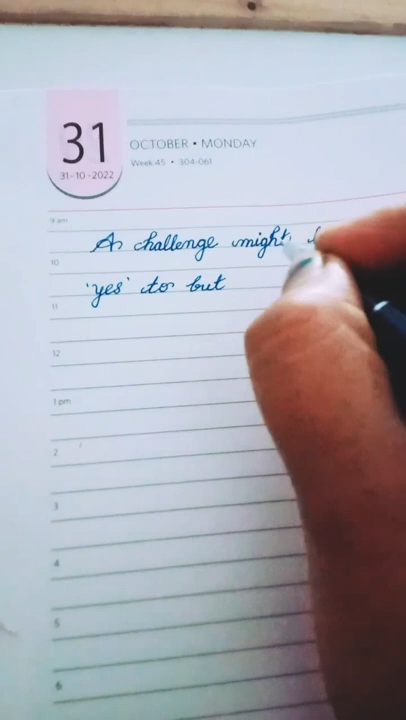 31
OCTOBER • MONDAY
31-10-2022
Week 45 • 304-061
9 am
A challenge might
10
'yes' to but
11
12
1 pm
2
3
4
5
6